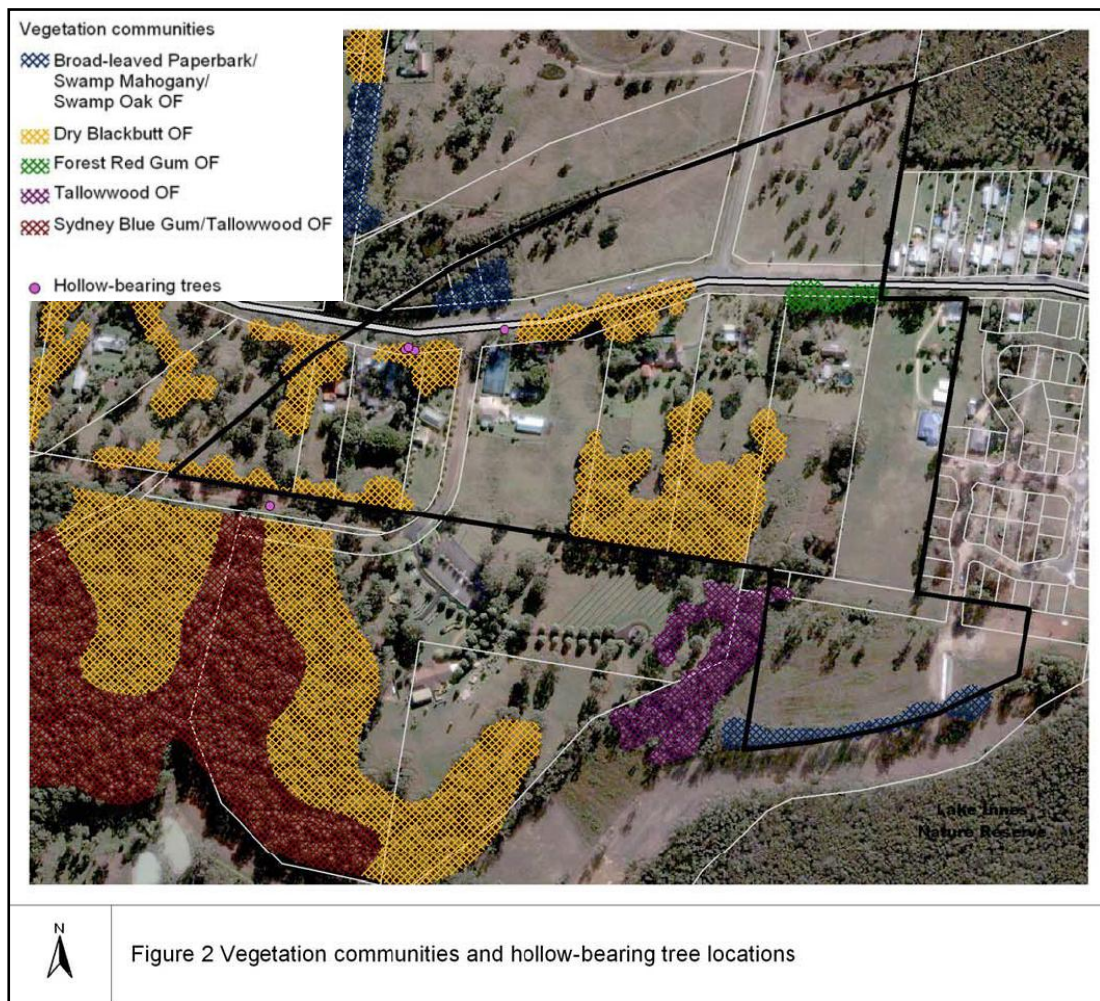 Vegetation communities
Broad-leaved Paperbark/
Swamp Mahogany/
Swamp Oak OF
Dry Blackbutt OF
Forest Red Gum OF
Tallowwood OF
Sydney Blue Gum/Tallowwood OF
Hollow-bearing trees
Lake Innes
Nature Reserve
N
Figure 2 Vegetation communities and hollow-bearing tree locations